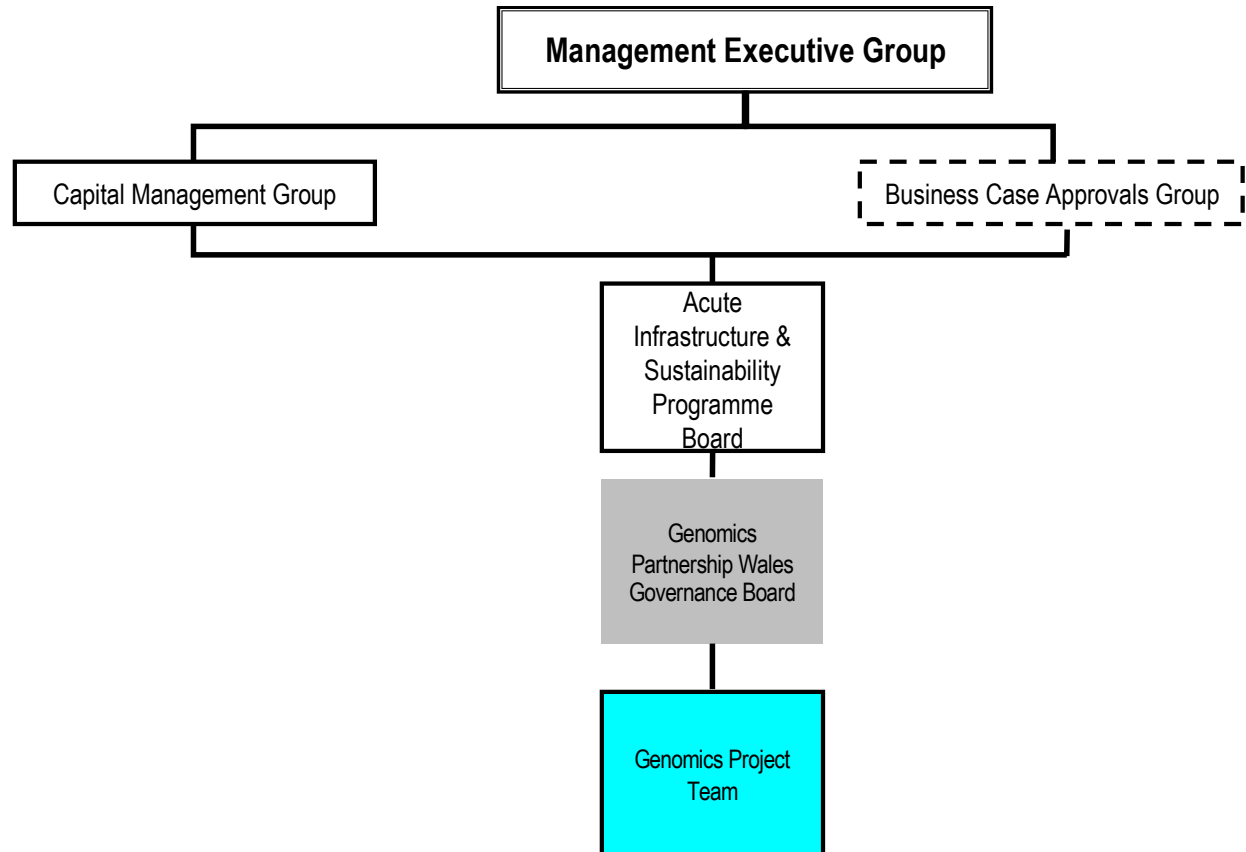 Management Executive Group
Capital Management Group
Business Case Approvals Group
Acute
Infrastructure &
Sustainability
Programme
Board
Genomics
Partnership Wales
Governance Board
Genomics Project
Team